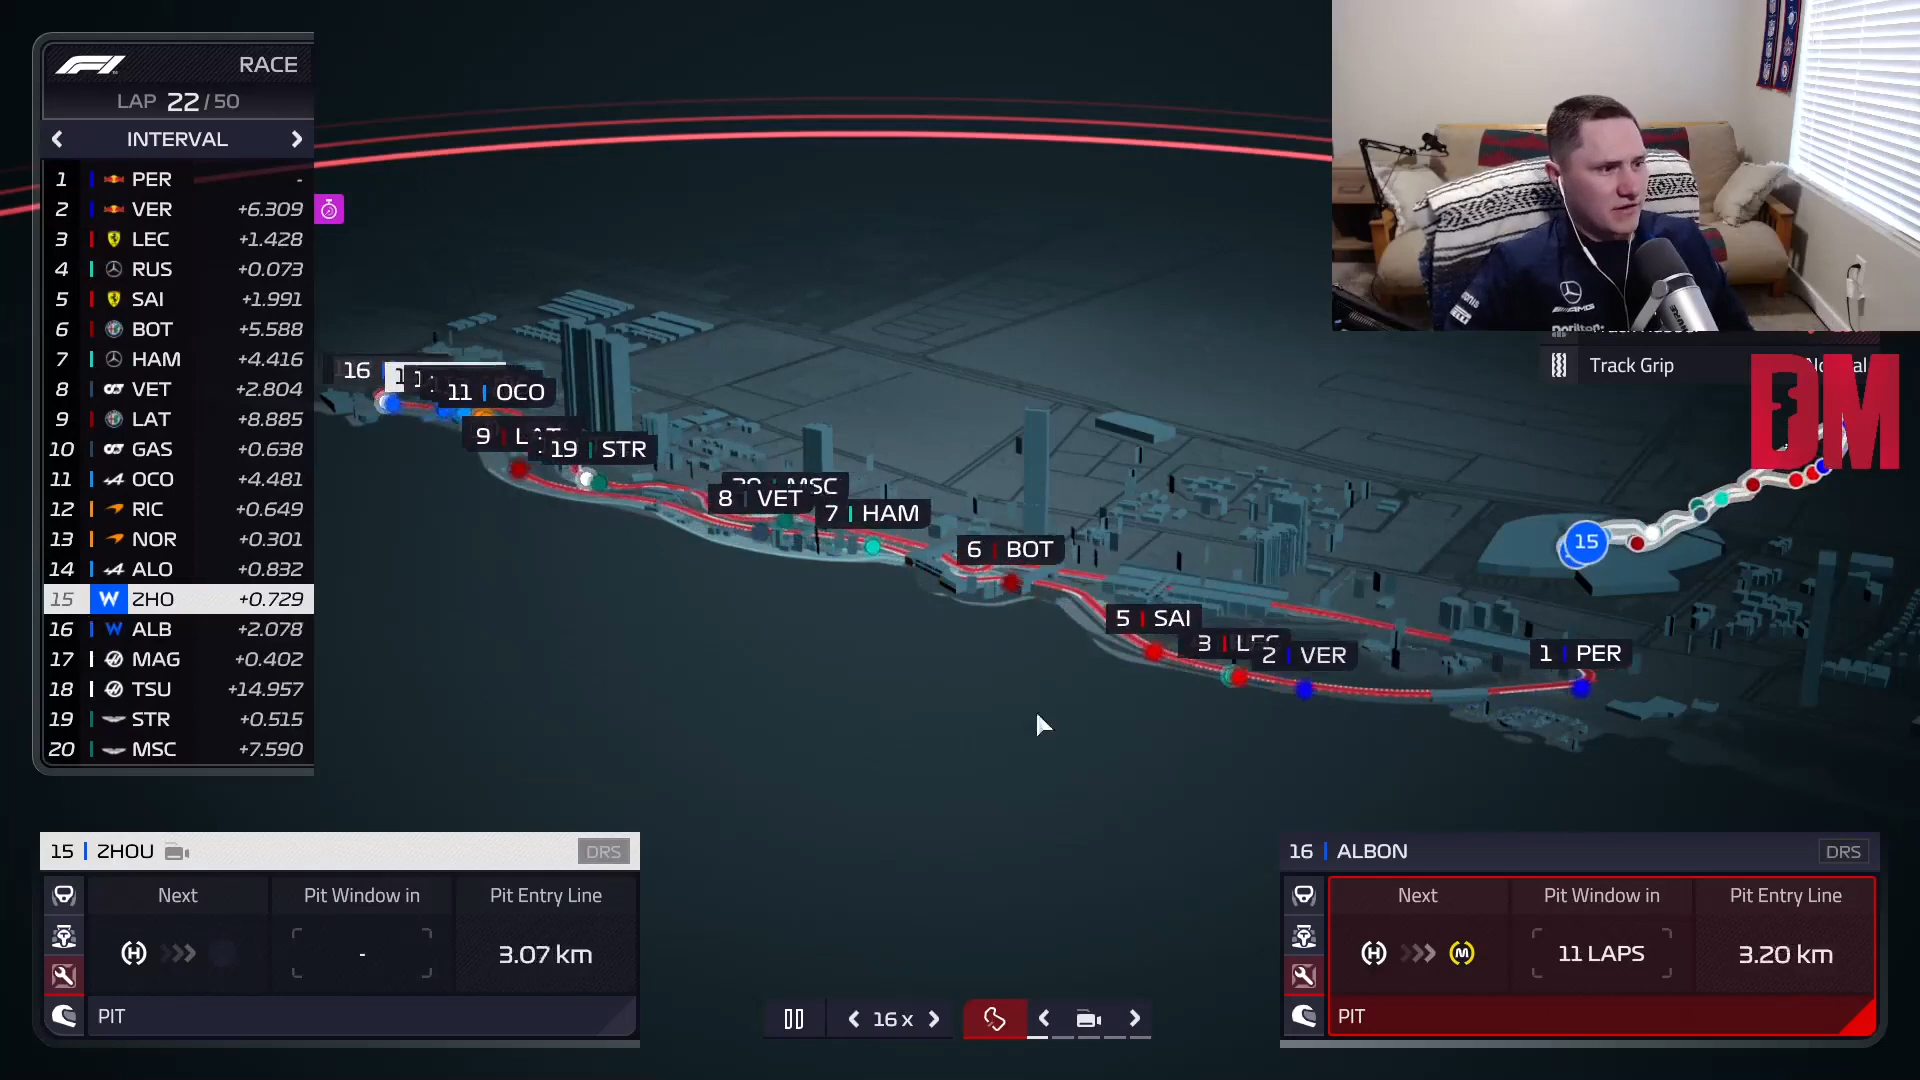 F1 RACE
LAP 22/50
INTERVAL
1 PER -
2 VER +6.309
3 LEC +1.428
4 RUS +0.073
5 SAI +1.991
6 BOT +5.588
7 HAM +4.416
8 VET +2.804
9 LAT +8.885
10 GAS +0.638
11 OCO +4.481
12 RIC +0.649
13 NOR +0.301
14 ALO +0.832
15 W ZHO +0.729
16 ALB +2.078
17 MAG +0.402
18 TSU +14.957
19 STR +0.515
20 MSC +7.590
16
11 OCO
9
19 STR
MSC
8 VET
7 HAM
6 BOT
5 SAI
3 LEC
2 VER
1 PER
15
Track Grip
DM
15 ZHOU DRS
Next Pit Window in Pit Entry Line
H - 3.07 km
PIT
16 x
16 ALBON DRS
Next Pit Window in Pit Entry Line
H M 11 LAPS 3.20 km
PIT